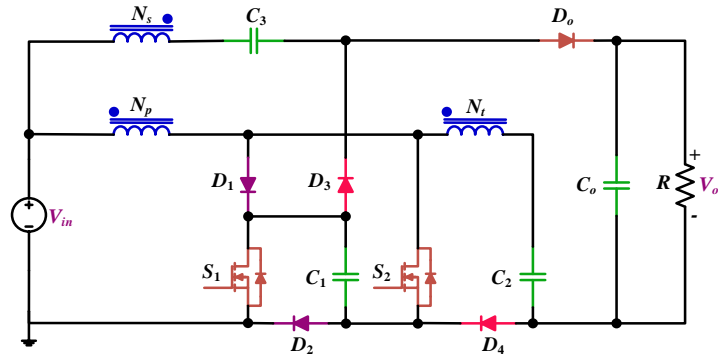 Ns C3 Do
Np Nt
D1 D3 Co R + Vo -
+ - Vin
S1 C1 S2 C2
D2 D4